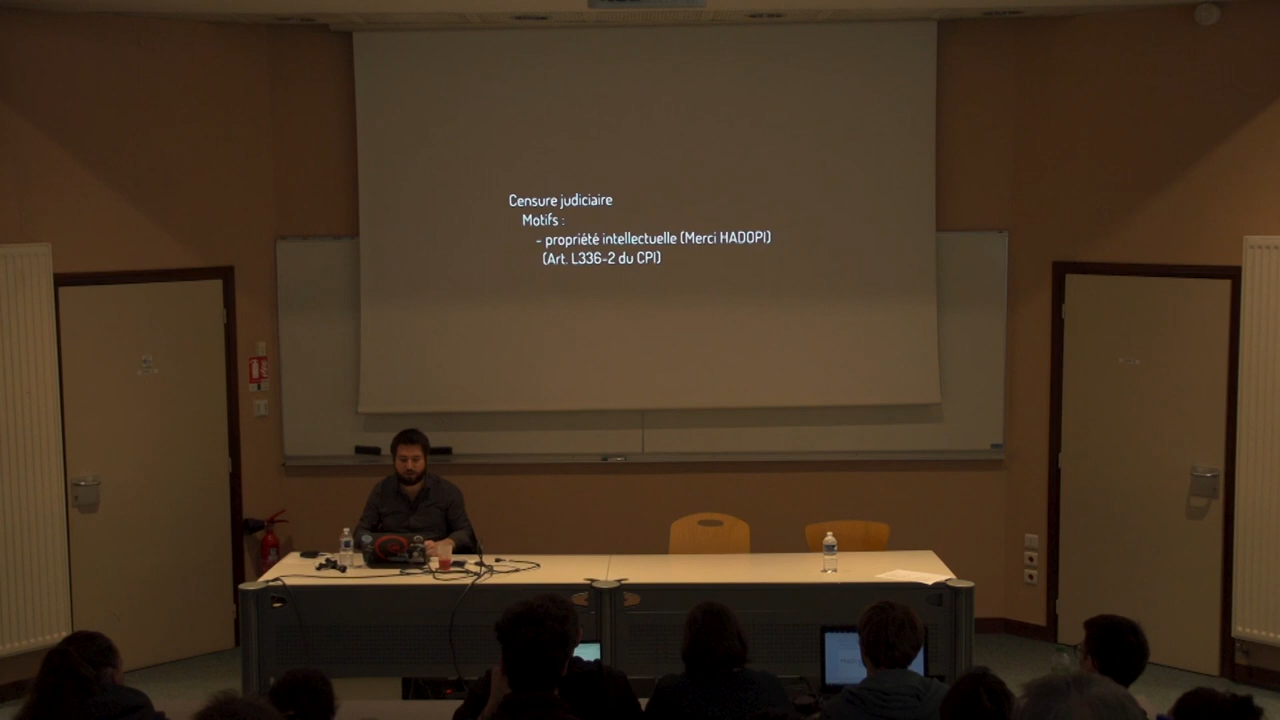 Censure judiciaire
Motifs :
- propriété intellectuelle (Merci HADOPI)
(Art. L336-2 du CPI)